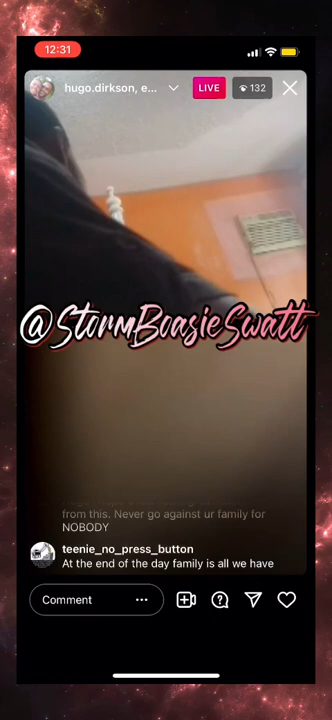 12:31
hugo.dirkson, e...
LIVE
132
@StormBoasieSwatt
from this. Never go against ur family for
NOBODY
teenie_no_press_button
At the end of the day family is all we have
Comment